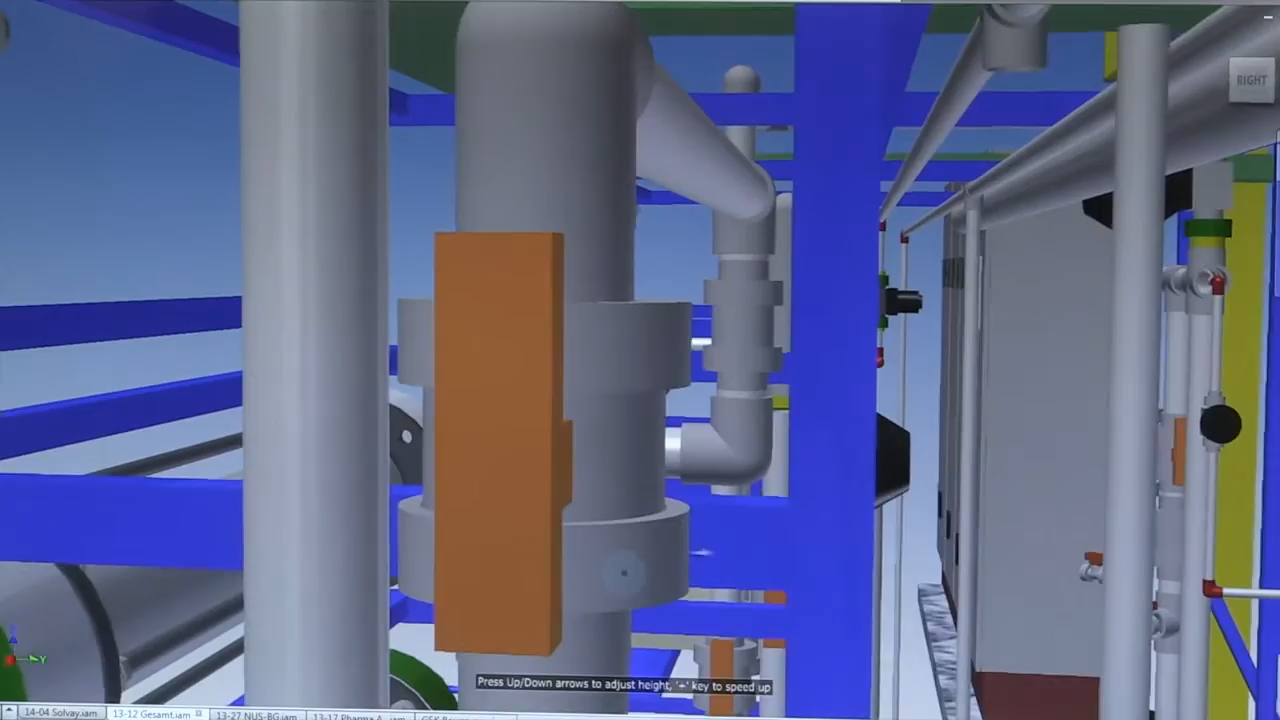 RIGHT
Y
Press Up/Down arrows to adjust height, '+' key to speed up
14-04 Solvay.iam
13-12 Gesamt.iam
13-27 NUS-BG.iam
13-17 Pharma A